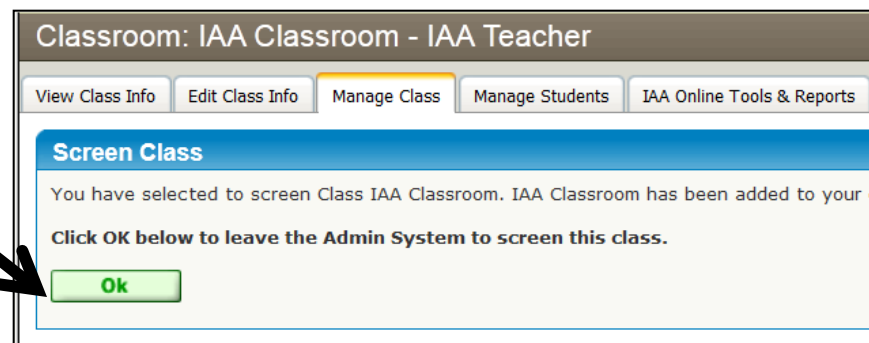 Classroom: IAA Classroom - IAA Teacher
View Class Info Edit Class Info Manage Class Manage Students IAA Online Tools & Reports
Screen Class
You have selected to screen Class IAA Classroom. IAA Classroom has been added to your
Click OK below to leave the Admin System to screen this class.
Ok